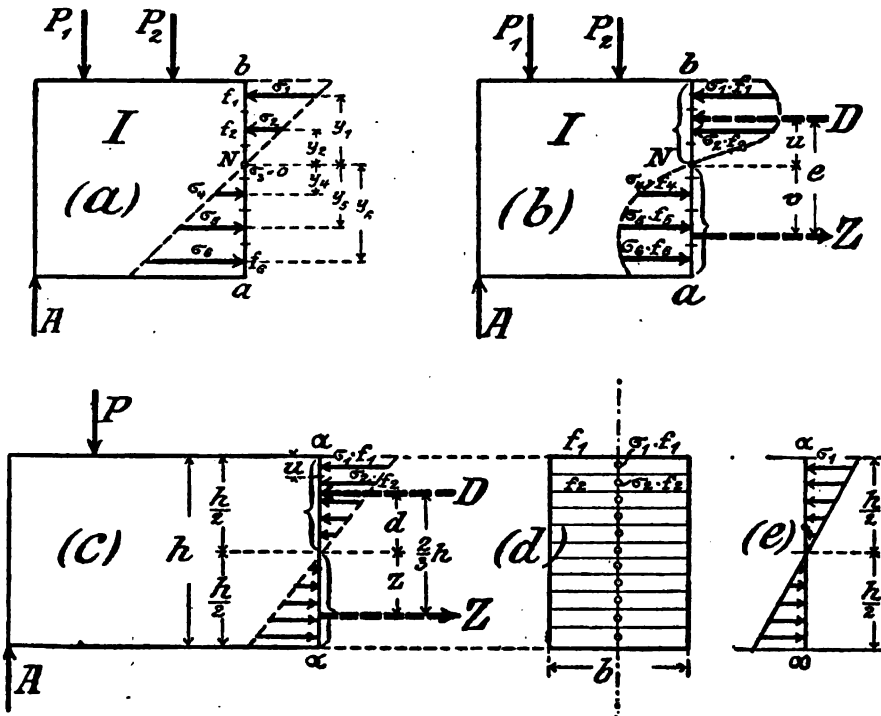 P₁ P₂
b
σ₁
f₁
f₂ σ₂
y₁
y₂
I
N
σ₃=0
y₄
y₅
y₆
(a)
σ₄
σ₅
σ₆
f₆
a
A
P₁ P₂
b
σ₁·f₁
D
σ₂·f₂
u
e
v
I
N
(b)
σ₄·f₄
σ₅·f₅
σ₆·f₆
Z
a
A
P
a
u
σ₁·f₁
σ₂·f₂
D
h/2
h
h/2
(c)
d
2/3 h
z
Z
A
f₁ σ₁·f₁
f₂ σ₂·f₂
(d)
b
σ₁
h/2
(e)
h/2